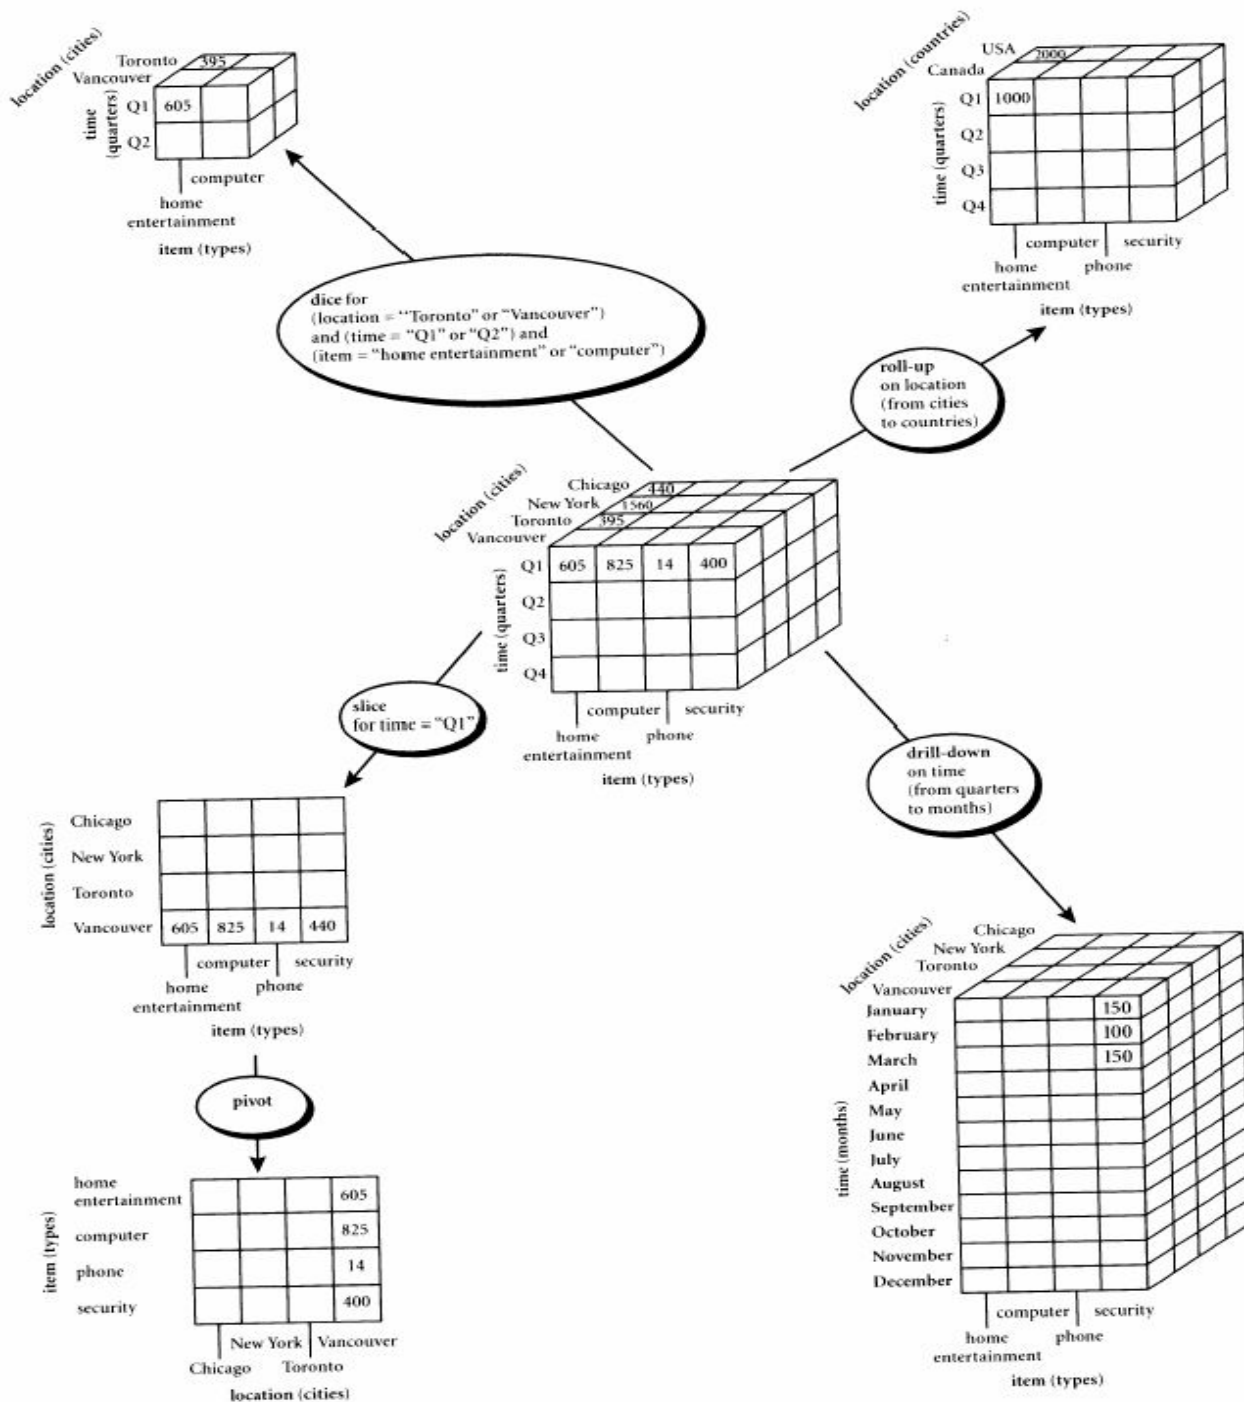 location (cities)
Toronto
395
Vancouver
time
(quarters)
Q1
605
Q2
computer
home
entertainment
item (types)
location (countries)
USA
2000
Canada
time (quarters)
Q1
1000
Q2
Q3
Q4
computer
security
home
phone
entertainment
item (types)
dice for
(location = “Toronto” or “Vancouver”)
and (time = “Q1” or “Q2”) and
(item = “home entertainment” or “computer”)
roll-up
on location
(from cities
to countries)
location (cities)
Chicago
440
New York
1560
Toronto
395
Vancouver
time (quarters)
Q1
605 825 14 400
Q2
Q3
Q4
computer
security
home
phone
entertainment
item (types)
slice
for time = “Q1”
drill-down
on time
(from quarters
to months)
location (cities)
Chicago
New York
Toronto
Vancouver
605 825 14 440
computer
security
home
phone
entertainment
item (types)
pivot
item (types)
home
entertainment
605
computer
825
phone
14
security
400
New York
Vancouver
Chicago
Toronto
location (cities)
location (cities)
Chicago
New York
Toronto
Vancouver
time (months)
January
150
February
100
March
150
April
May
June
July
August
September
October
November
December
computer
security
home
phone
entertainment
item (types)